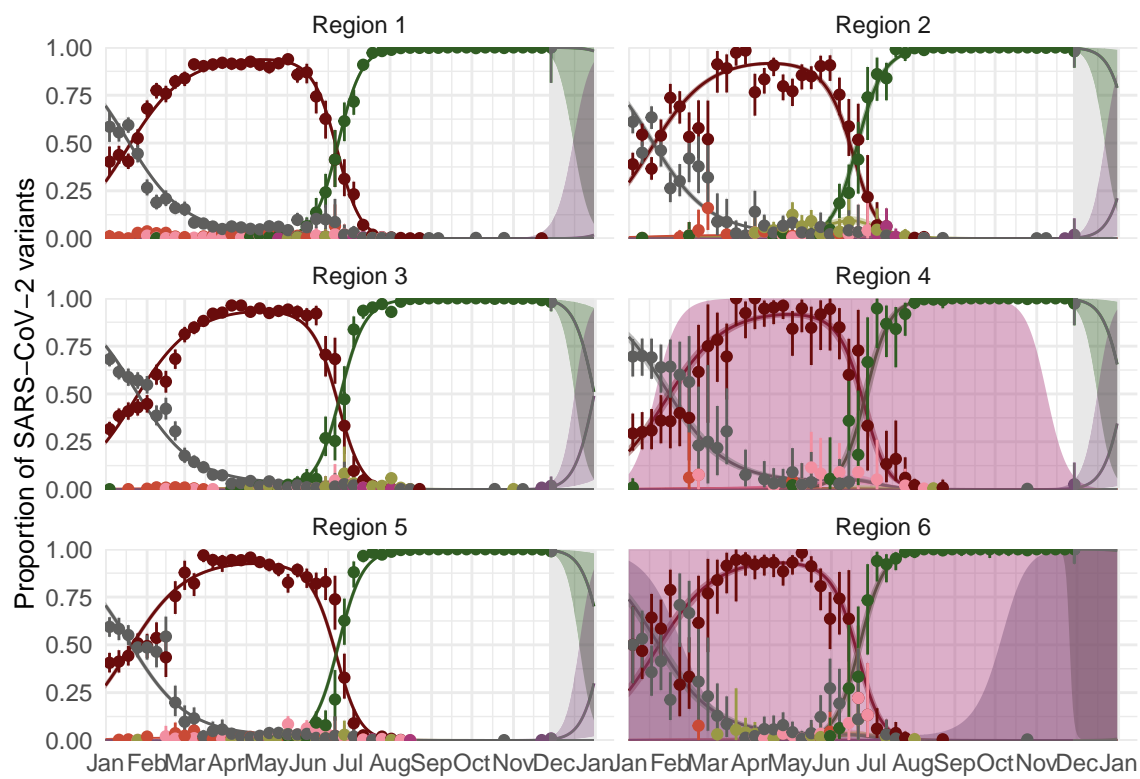 Region 1
Region 2
1.00
0.75
0.50
0.25
0.00
Region 3
Region 4
1.00
0.75
0.50
0.25
0.00
Region 5
Region 6
1.00
0.75
0.50
0.25
0.00
Jan Feb Mar Apr May Jun Jul Aug Sep Oct Nov Dec Jan
Jan Feb Mar Apr May Jun Jul Aug Sep Oct Nov Dec Jan
Proportion of SARS−CoV−2 variants